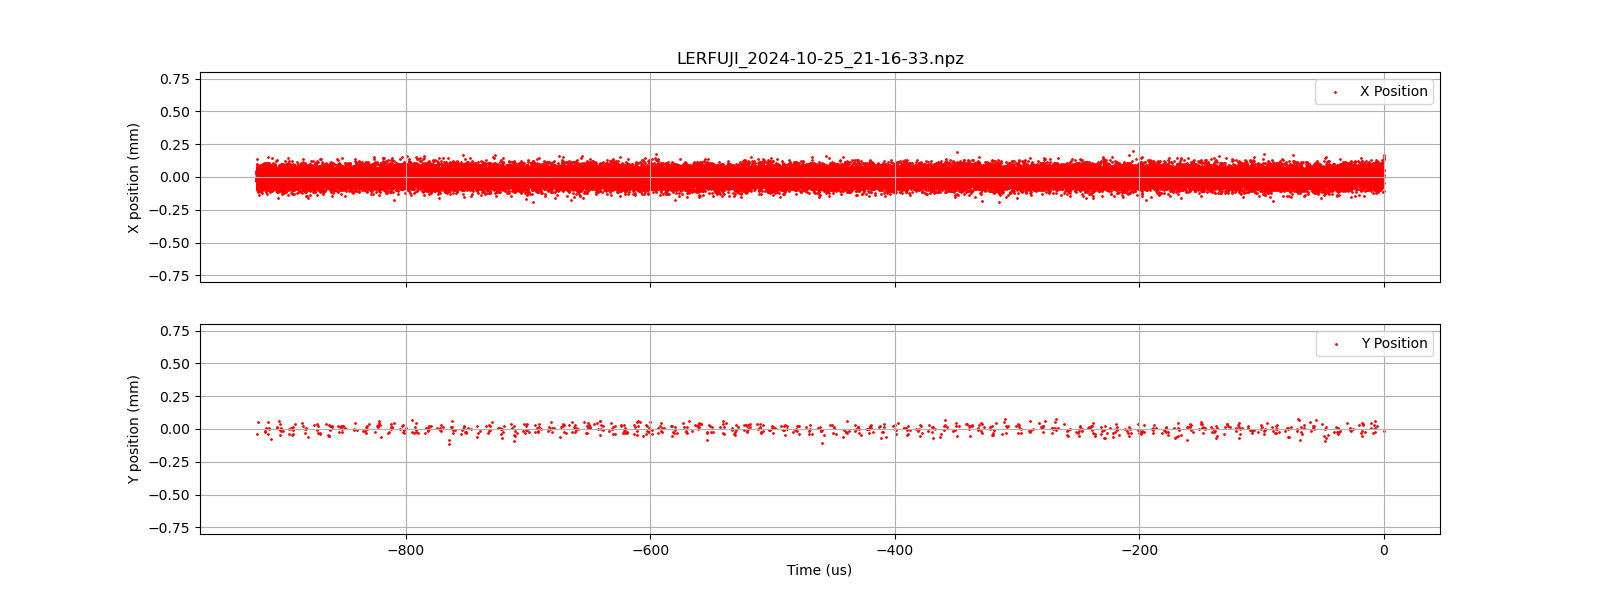 LERFUJI_2024-10-25_21-16-33.npz
X position (mm)
0.75
0.50
0.25
0.00
−0.25
−0.50
−0.75
X Position
Y position (mm)
0.75
0.50
0.25
0.00
−0.25
−0.50
−0.75
Y Position
−800 −600 −400 −200 0
Time (us)